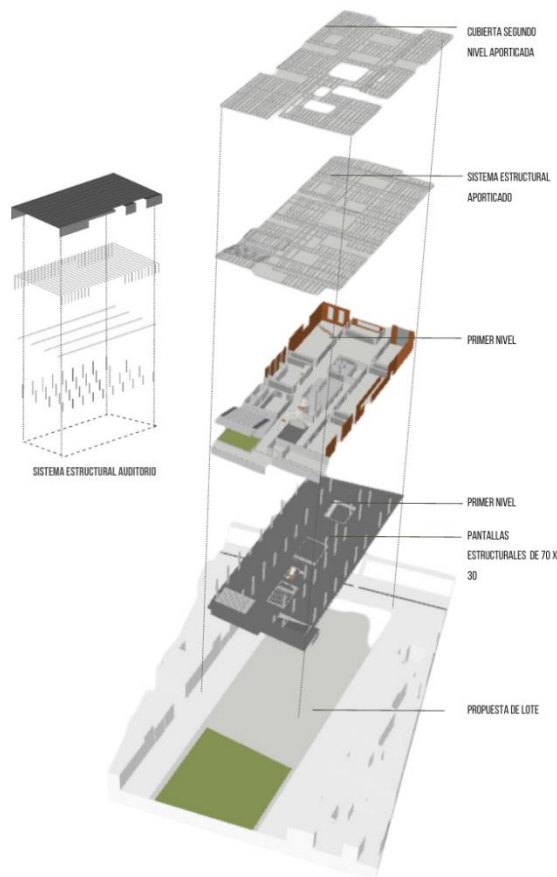 CUBIERTA SEGUNDO
NIVEL APORTICADA
SISTEMA ESTRUCTURAL
APORTICADO
PRIMER NIVEL
SISTEMA ESTRUCTURAL AUDITORIO
PRIMER NIVEL
PANTALLAS
ESTRUCTURALES DE 70 X
30
PROPUESTA DE LOTE